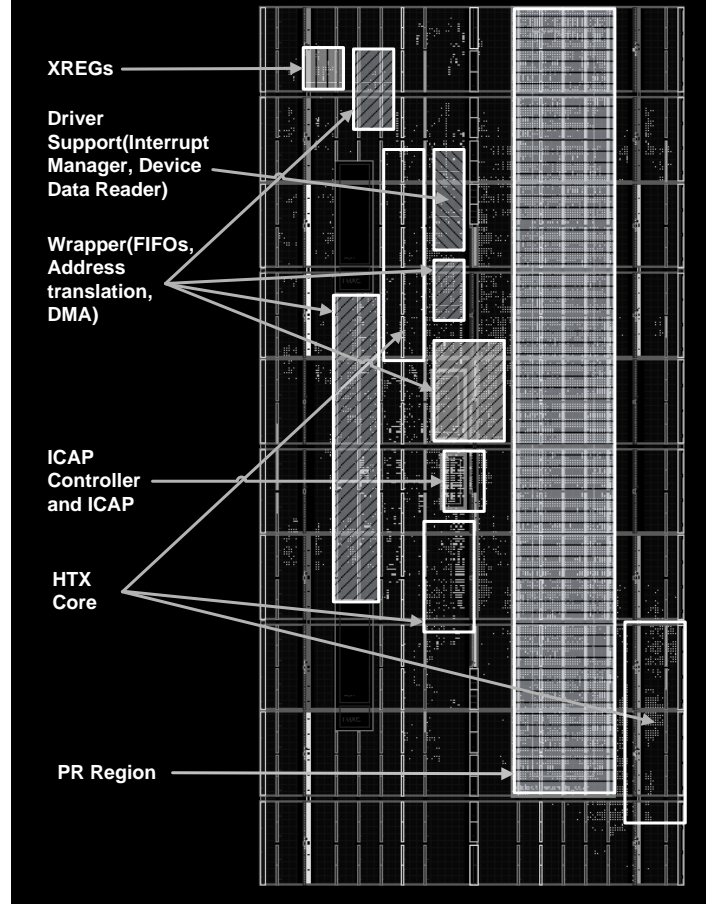 XREGs
Driver
Support(Interrupt
Manager, Device
Data Reader)
Wrapper(FIFOs,
Address
translation,
DMA)
ICAP
Controller
and ICAP
HTX
Core
PR Region